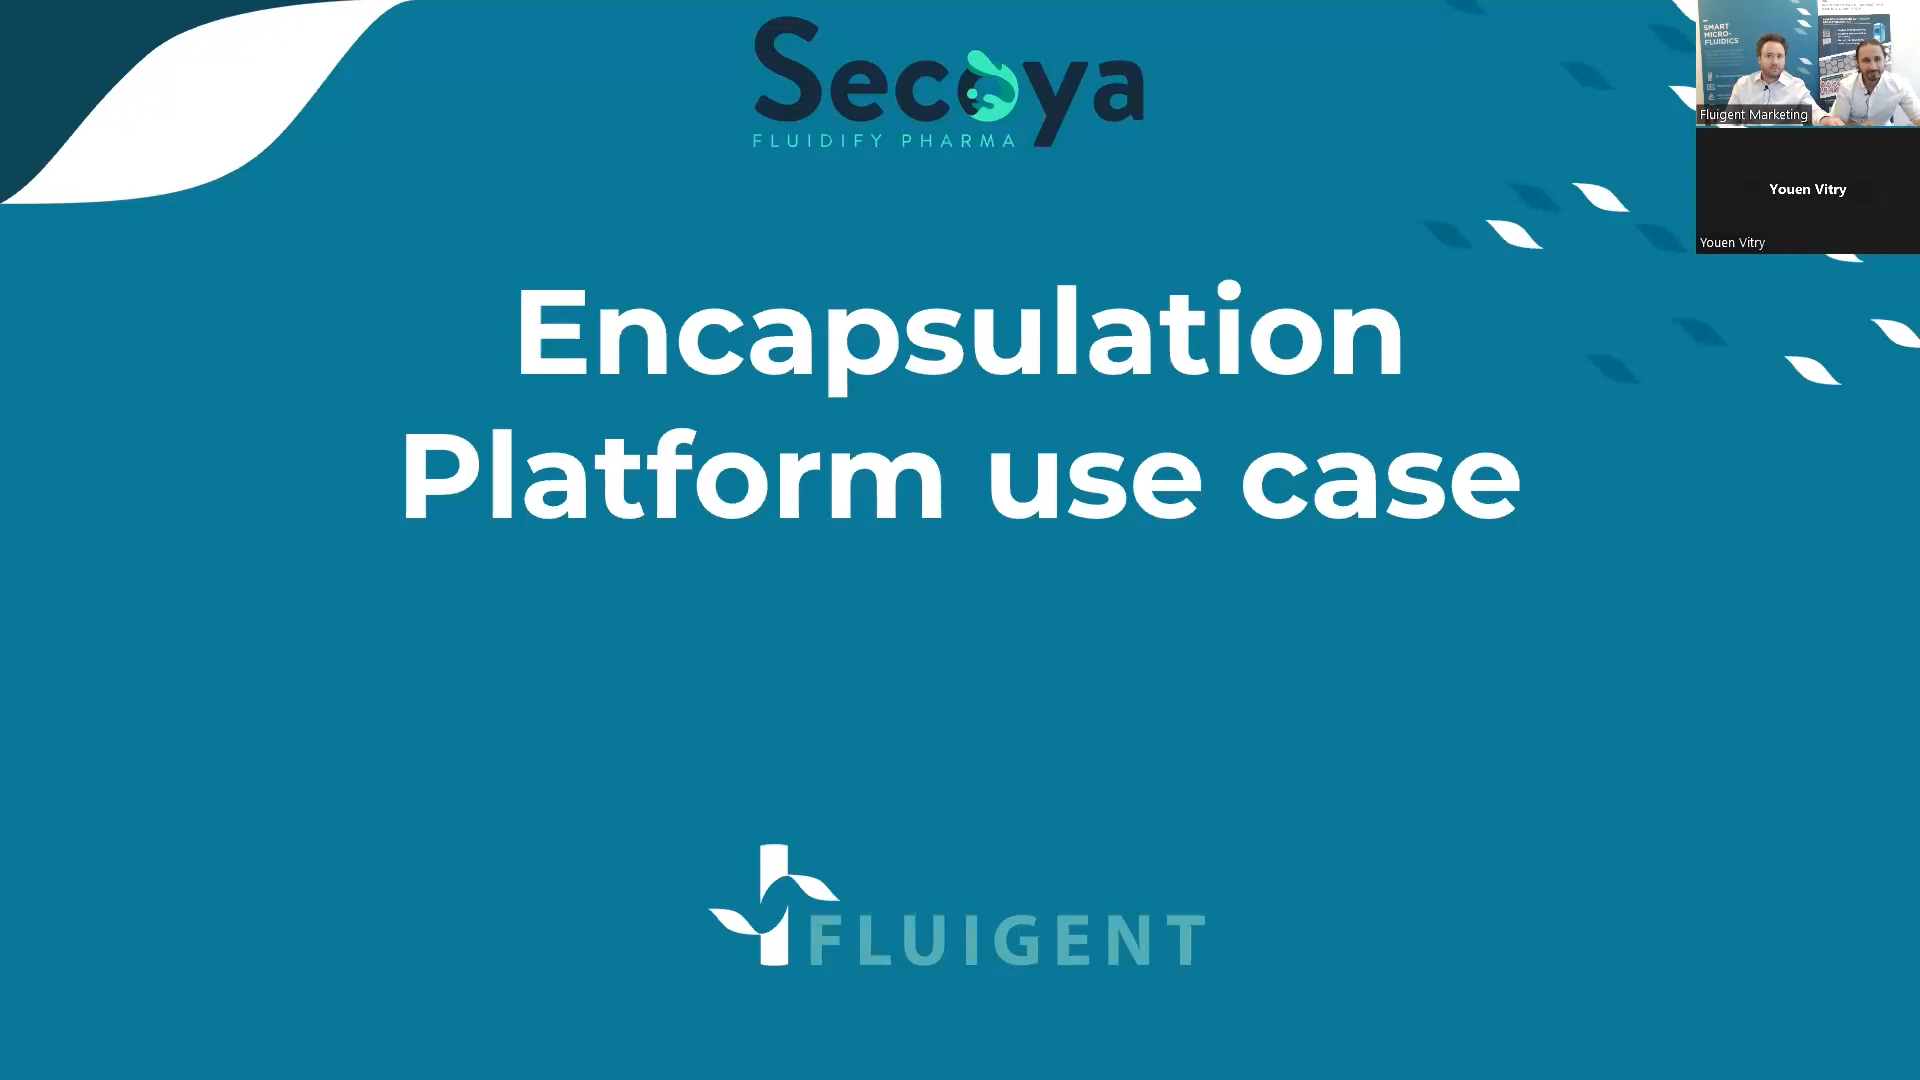 Secoya
FLUIDIFY PHARMA
Encapsulation
Platform use case
FLUIGENT
SMART
MICRO-
FLUIDICS
Fluigent Marketing
Youen Vitry
Youen Vitry